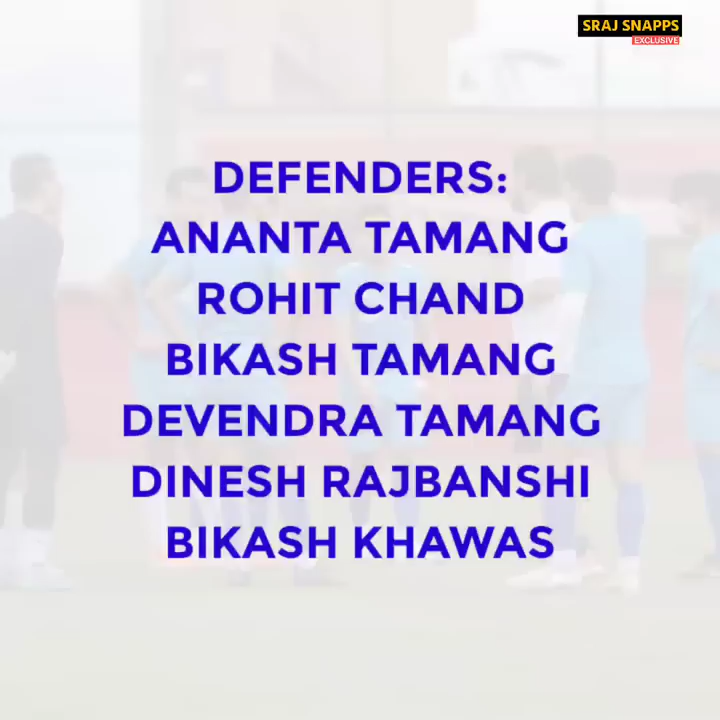 SRAJ SNAPPS
EXCLUSIVE
DEFENDERS:
ANANTA TAMANG
ROHIT CHAND
BIKASH TAMANG
DEVENDRA TAMANG
DINESH RAJBANSHI
BIKASH KHAWAS